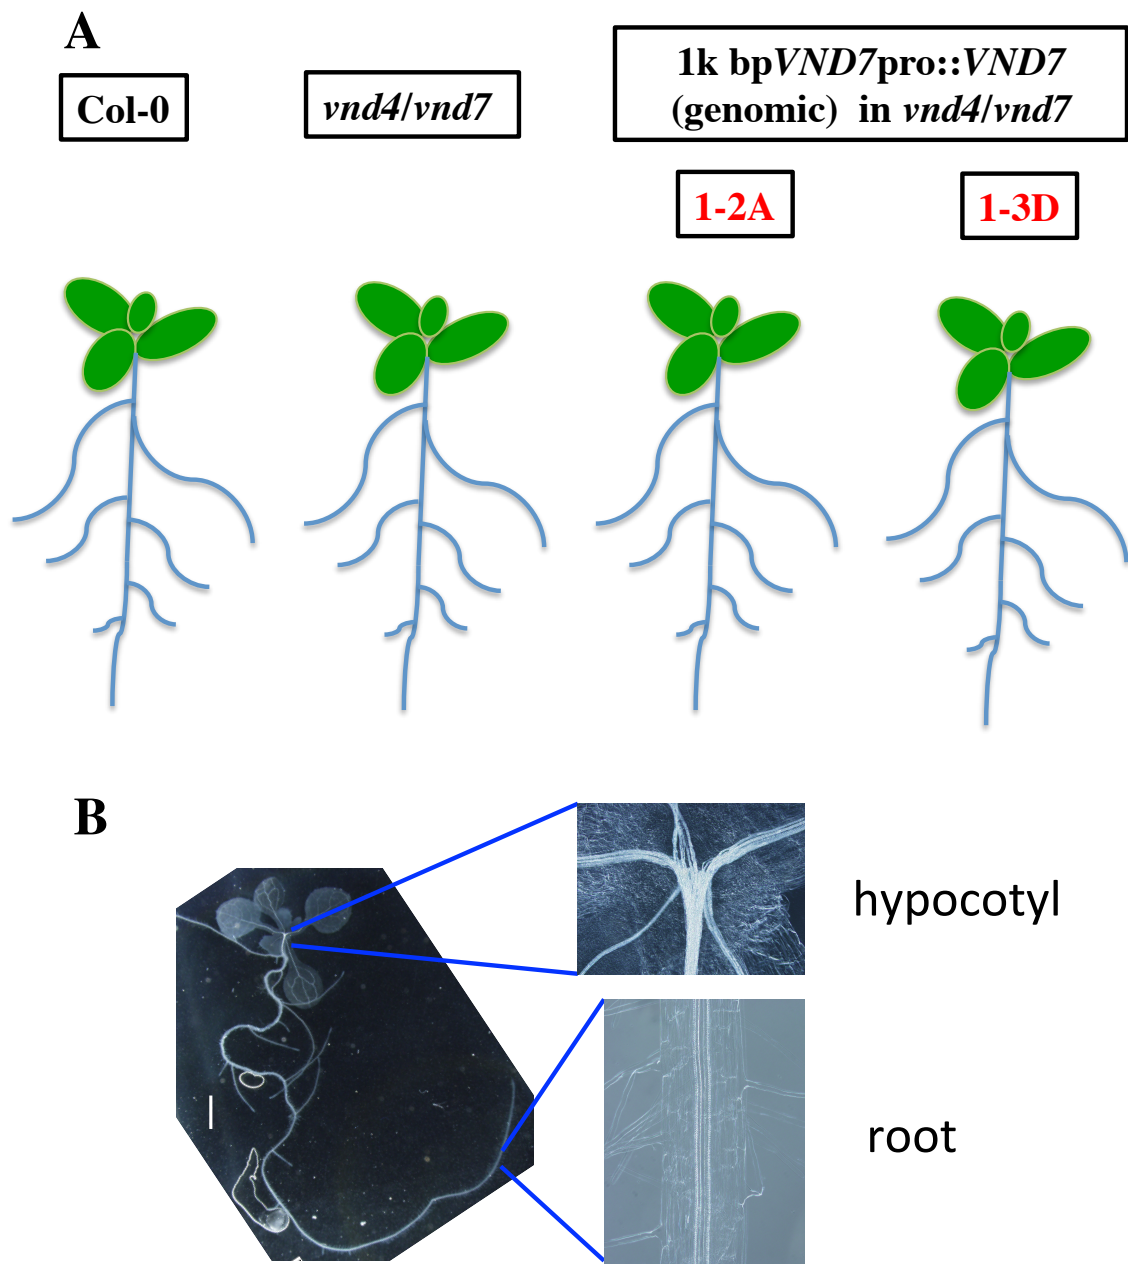 A
Col-0
vnd4/vnd7
1k bpVND7pro::VND7
(genomic) in vnd4/vnd7
1-2A
1-3D
B
hypocotyl
root